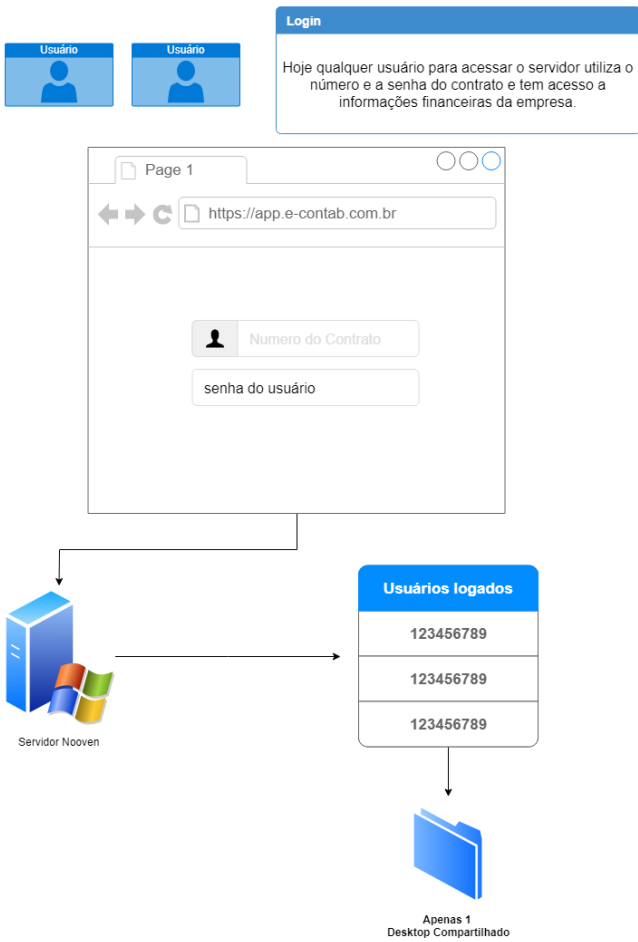 Usuário
Usuário
Login
Hoje qualquer usuário para acessar o servidor utiliza o
número e a senha do contrato e tem acesso a
informações financeiras da empresa.
Page 1
https://app.e-contab.com.br
Numero do Contrato
senha do usuário
Servidor Nooven
Usuários logados
123456789
123456789
123456789
Apenas 1
Desktop Compartilhado